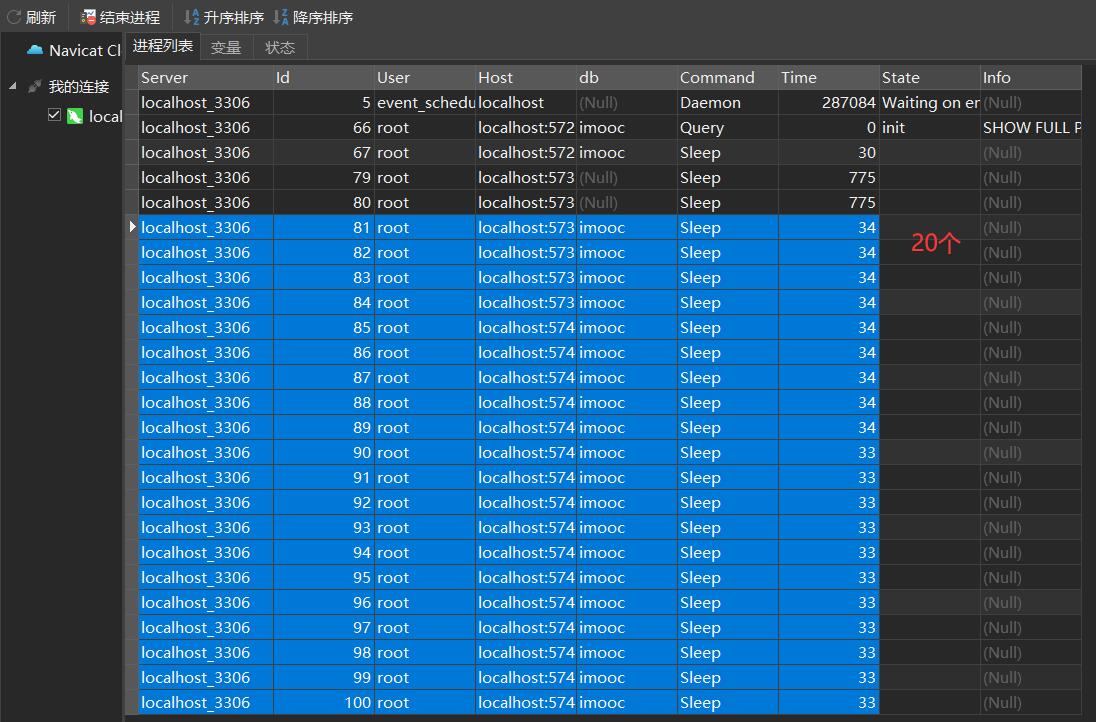 刷新 结束进程 升序排序 降序排序
Navicat Cl 进程列表 变量 状态
我的连接
local
Server Id User Host db Command Time State Info
localhost_3306 5 event_schedu localhost (Null) Daemon 287084 Waiting on er (Null)
localhost_3306 66 root localhost:572 imooc Query 0 init SHOW FULL P
localhost_3306 67 root localhost:572 imooc Sleep 30 (Null)
localhost_3306 79 root localhost:573 (Null) Sleep 775 (Null)
localhost_3306 80 root localhost:573 (Null) Sleep 775 (Null)
localhost_3306 81 root localhost:573 imooc Sleep 34 (Null)
20个
localhost_3306 82 root localhost:573 imooc Sleep 34 (Null)
localhost_3306 83 root localhost:573 imooc Sleep 34 (Null)
localhost_3306 84 root localhost:573 imooc Sleep 34 (Null)
localhost_3306 85 root localhost:574 imooc Sleep 34 (Null)
localhost_3306 86 root localhost:574 imooc Sleep 34 (Null)
localhost_3306 87 root localhost:574 imooc Sleep 34 (Null)
localhost_3306 88 root localhost:574 imooc Sleep 34 (Null)
localhost_3306 89 root localhost:574 imooc Sleep 34 (Null)
localhost_3306 90 root localhost:574 imooc Sleep 33 (Null)
localhost_3306 91 root localhost:574 imooc Sleep 33 (Null)
localhost_3306 92 root localhost:574 imooc Sleep 33 (Null)
localhost_3306 93 root localhost:574 imooc Sleep 33 (Null)
localhost_3306 94 root localhost:574 imooc Sleep 33 (Null)
localhost_3306 95 root localhost:574 imooc Sleep 33 (Null)
localhost_3306 96 root localhost:574 imooc Sleep 33 (Null)
localhost_3306 97 root localhost:574 imooc Sleep 33 (Null)
localhost_3306 98 root localhost:574 imooc Sleep 33 (Null)
localhost_3306 99 root localhost:574 imooc Sleep 33 (Null)
localhost_3306 100 root localhost:574 imooc Sleep 33 (Null)